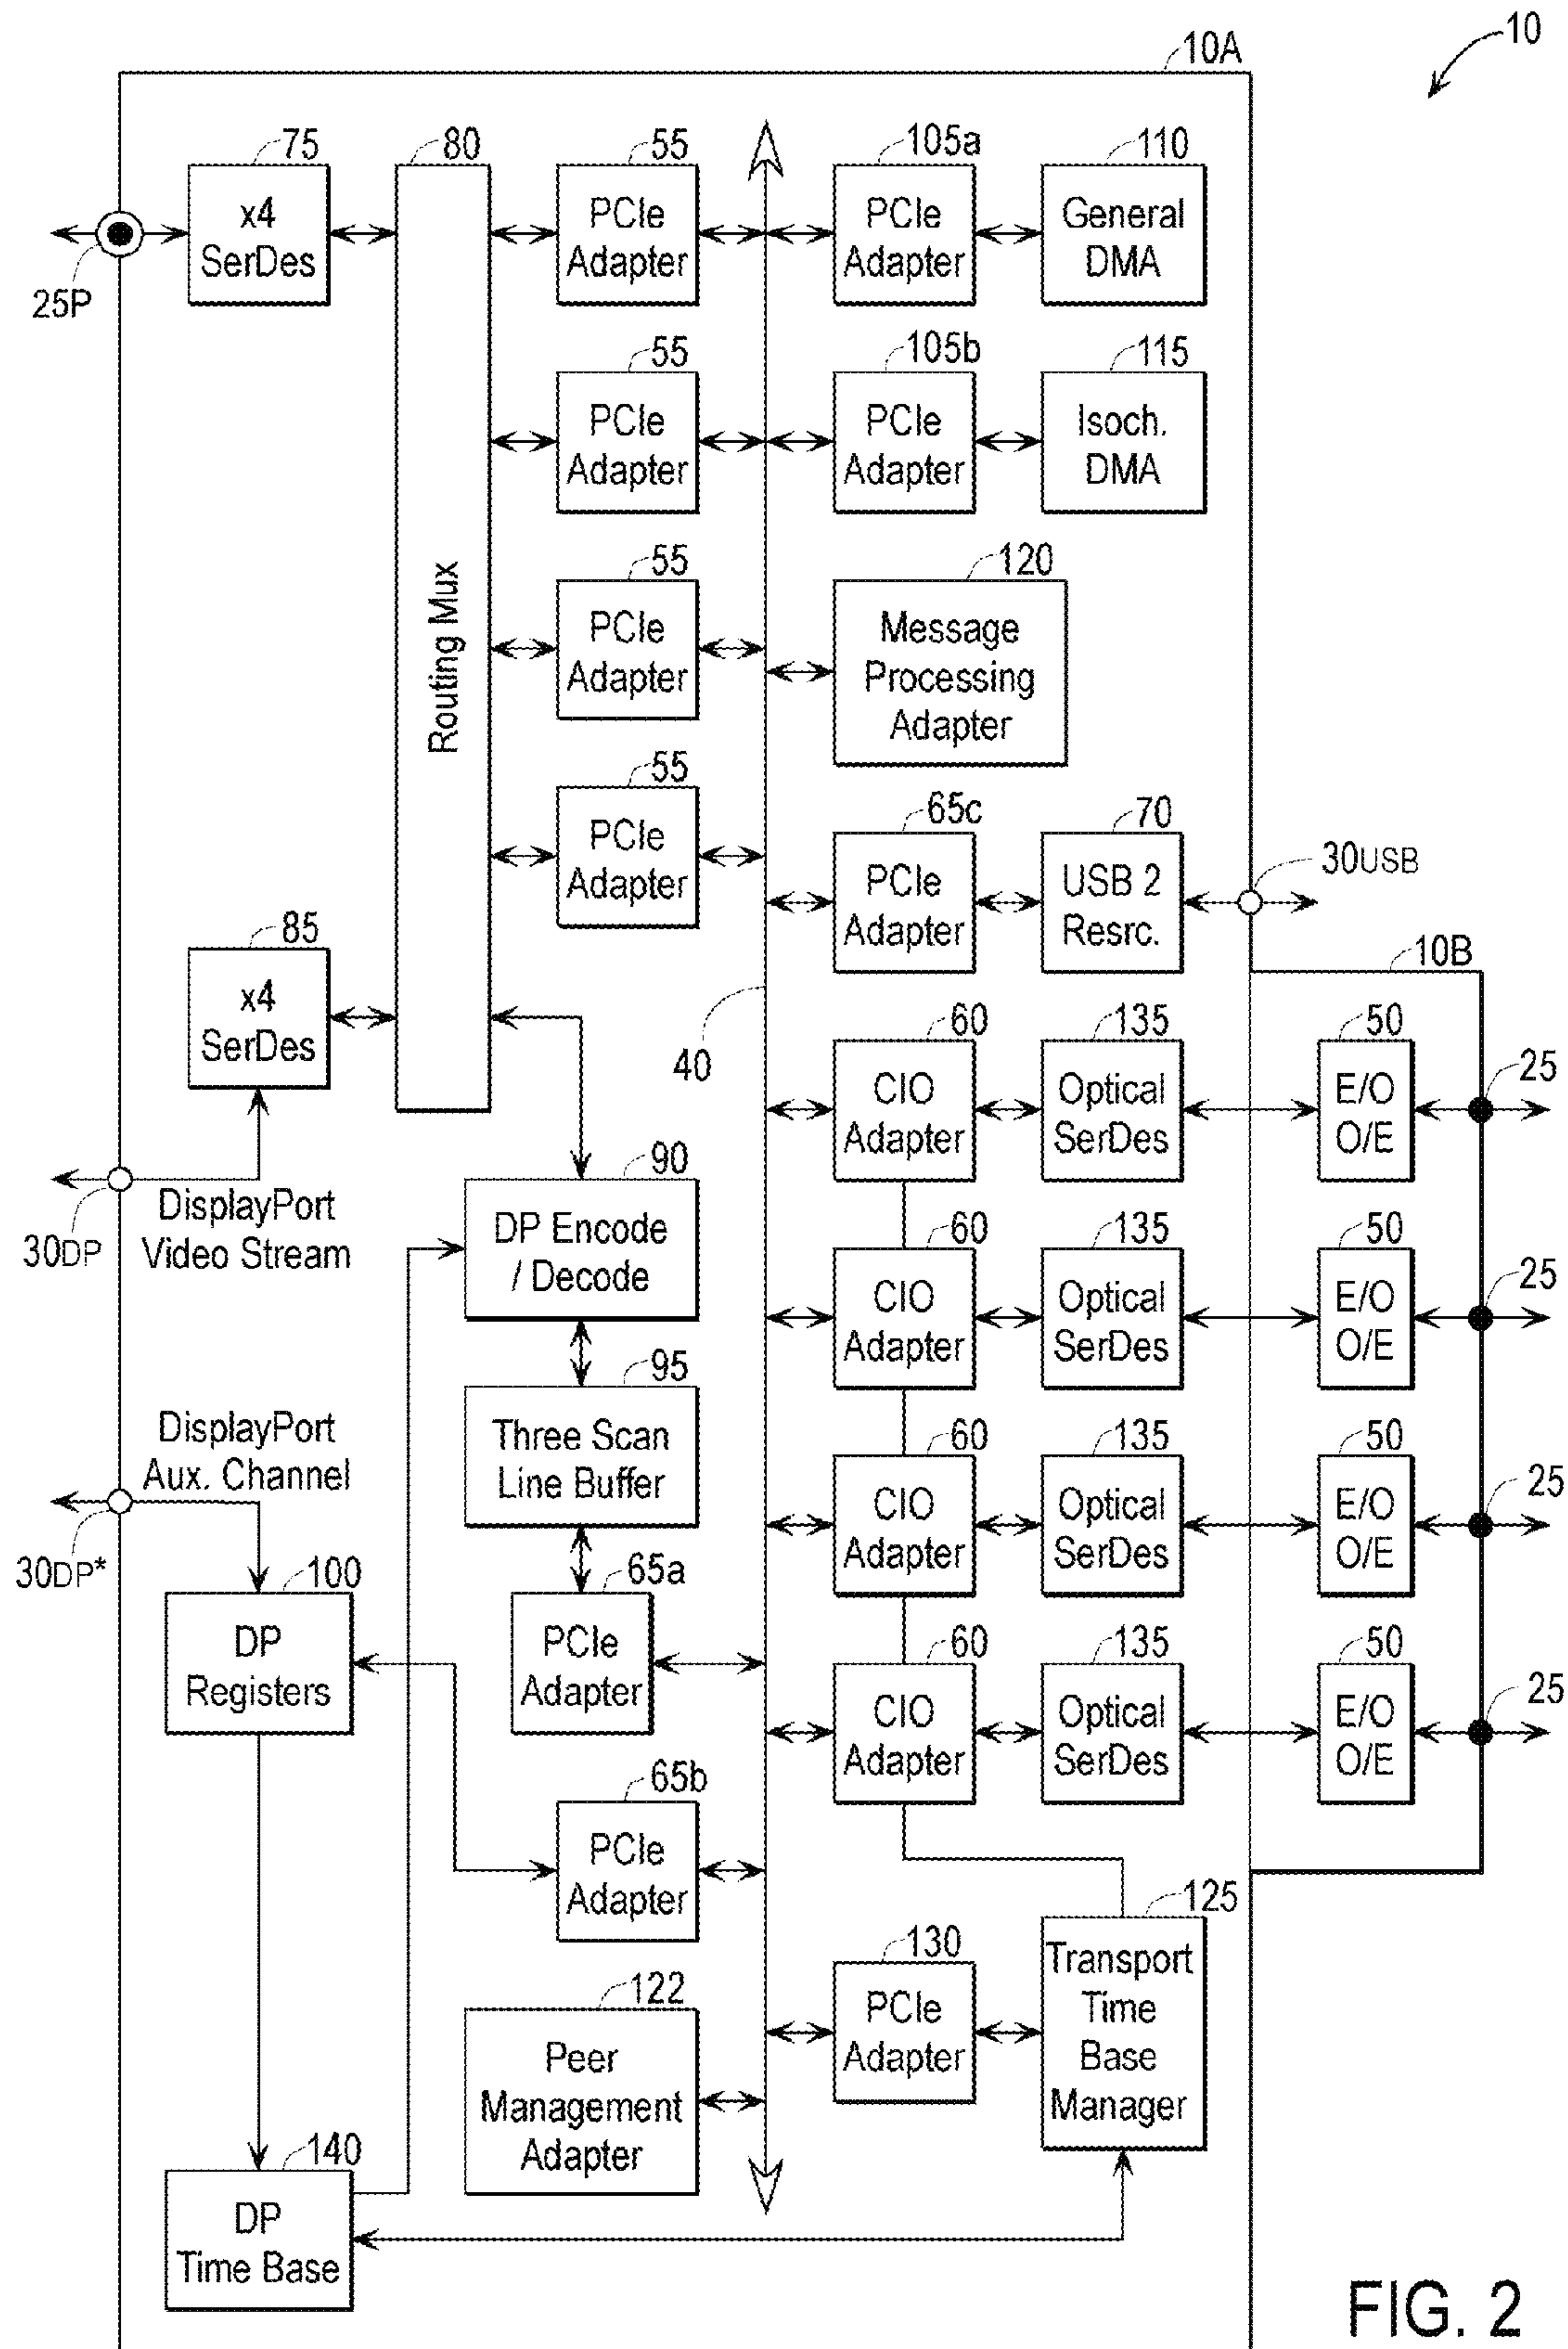 10
10A
75
80
55
105a
110
x4
SerDes
PCIe
Adapter
PCIe
Adapter
General
DMA
25P
55
105b
115
PCIe
Adapter
PCIe
Adapter
Isoch.
DMA
55
120
Routing Mux
PCIe
Adapter
Message
Processing
Adapter
55
65c
70
PCIe
Adapter
PCIe
Adapter
USB 2
Resrc.
30USB
85
10B
x4
SerDes
40
60
135
50
25
CIO
Adapter
Optical
SerDes
E/O
O/E
30DP
DisplayPort
Video Stream
90
DP Encode
/ Decode
60
135
50
25
CIO
Adapter
Optical
SerDes
E/O
O/E
95
Three Scan
Line Buffer
DisplayPort
Aux. Channel
30DP*
60
135
50
25
CIO
Adapter
Optical
SerDes
E/O
O/E
100
65a
DP
Registers
PCIe
Adapter
60
135
50
25
CIO
Adapter
Optical
SerDes
E/O
O/E
65b
PCIe
Adapter
125
130
Transport
Time
Base
Manager
PCIe
Adapter
122
Peer
Management
Adapter
140
DP
Time Base
FIG. 2